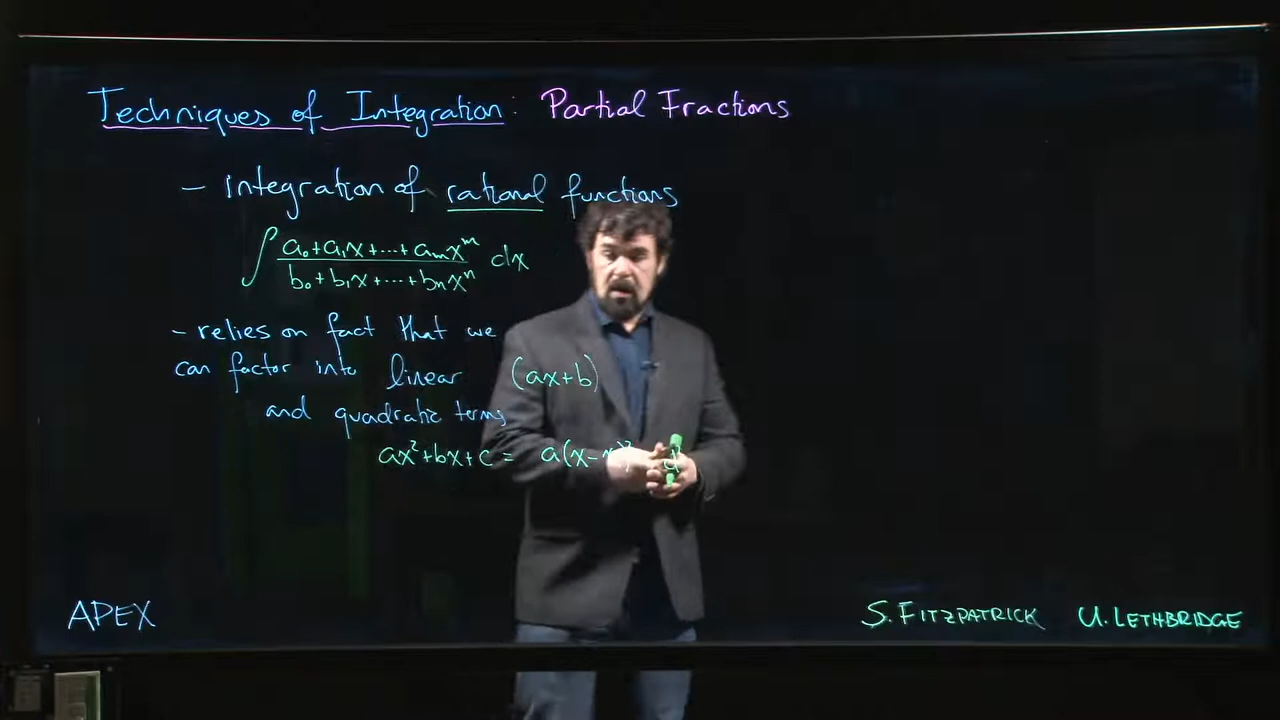 Techniques of Integration: Partial Fractions
– integration of rational functions
∫ (a₀+a₁x+⋯+aₘxᵐ)/(b₀+b₁x+⋯+bₙxⁿ) dx
– relies on fact that we
can factor into linear (ax+b)
and quadratic terms
ax²+bx+c = a(x–
APEX
S. FITZPATRICK U. LETHBRIDGE